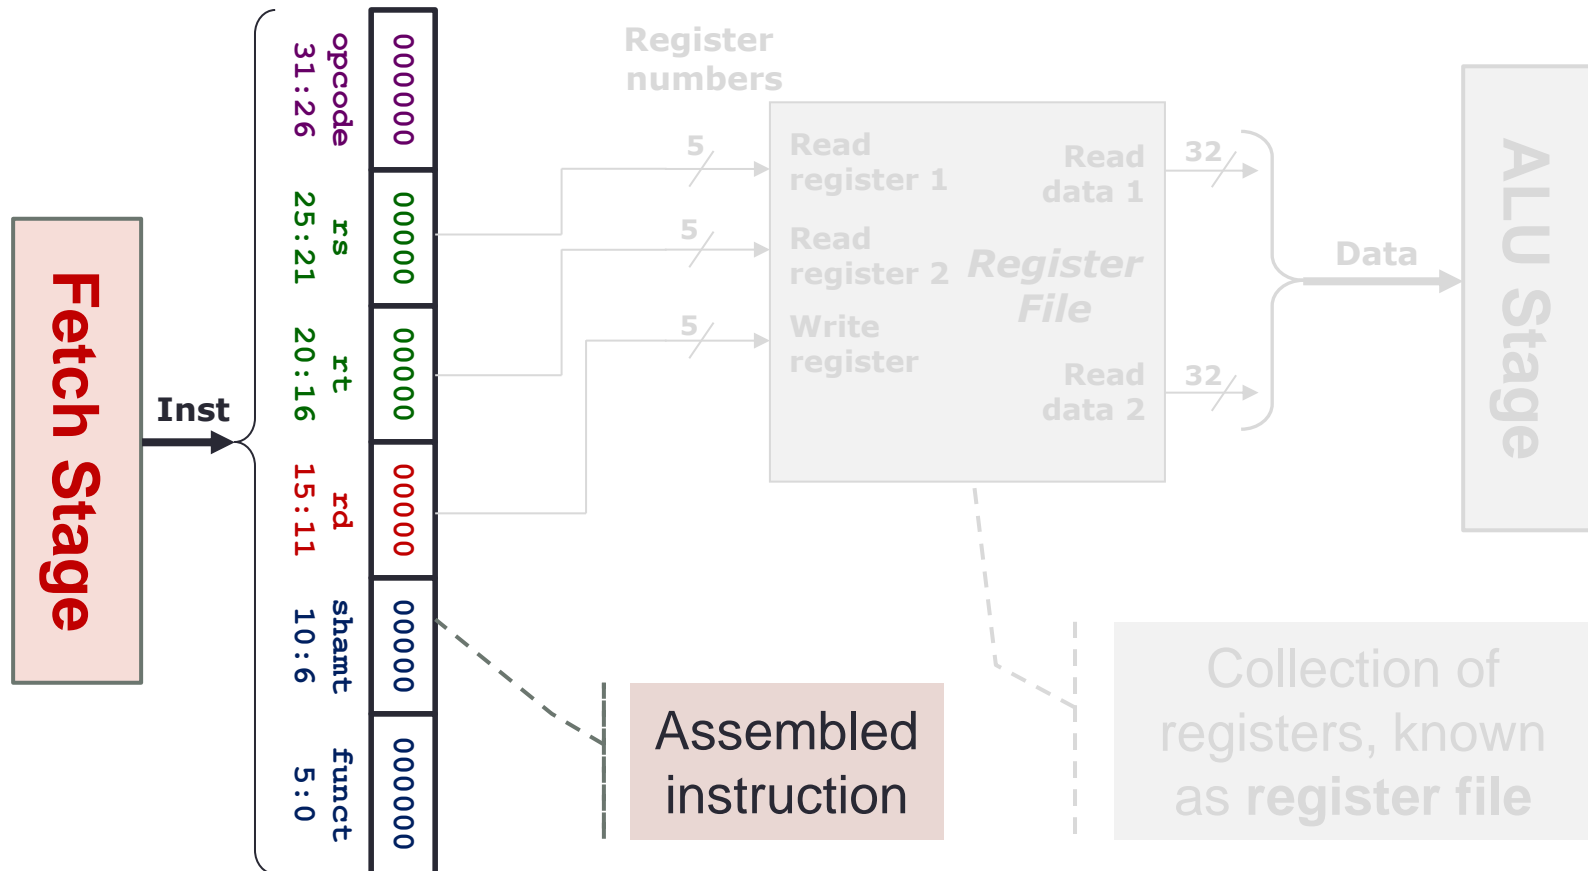 Fetch Stage
Inst
opcode
31:26
000000
rs
25:21
00000
rt
20:16
00000
rd
15:11
00000
shamt
10:6
00000
funct
5:0
000000
Register
numbers
5
5
5
Read
register 1
Read
register 2
Write
register
Register
File
Read
data 1
Read
data 2
32
32
Data
ALU Stage
Assembled
instruction
Collection of
registers, known
as register file